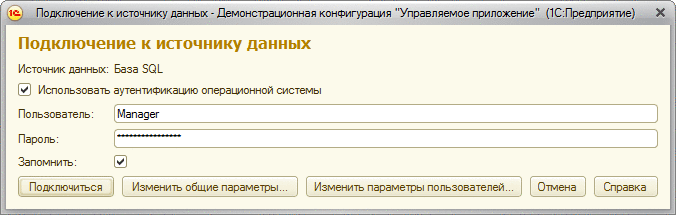 Подключение к источнику данных - Демонстрационная конфигурация "Управляемое приложение" (1С:Предприятие)
Подключение к источнику данных
Источник данных: База SQL
Использовать аутентификацию операционной системы
Пользователь: Manager
Пароль: ****************
Запомнить:
Подключиться Изменить общие параметры... Изменить параметры пользователей... Отмена Справка